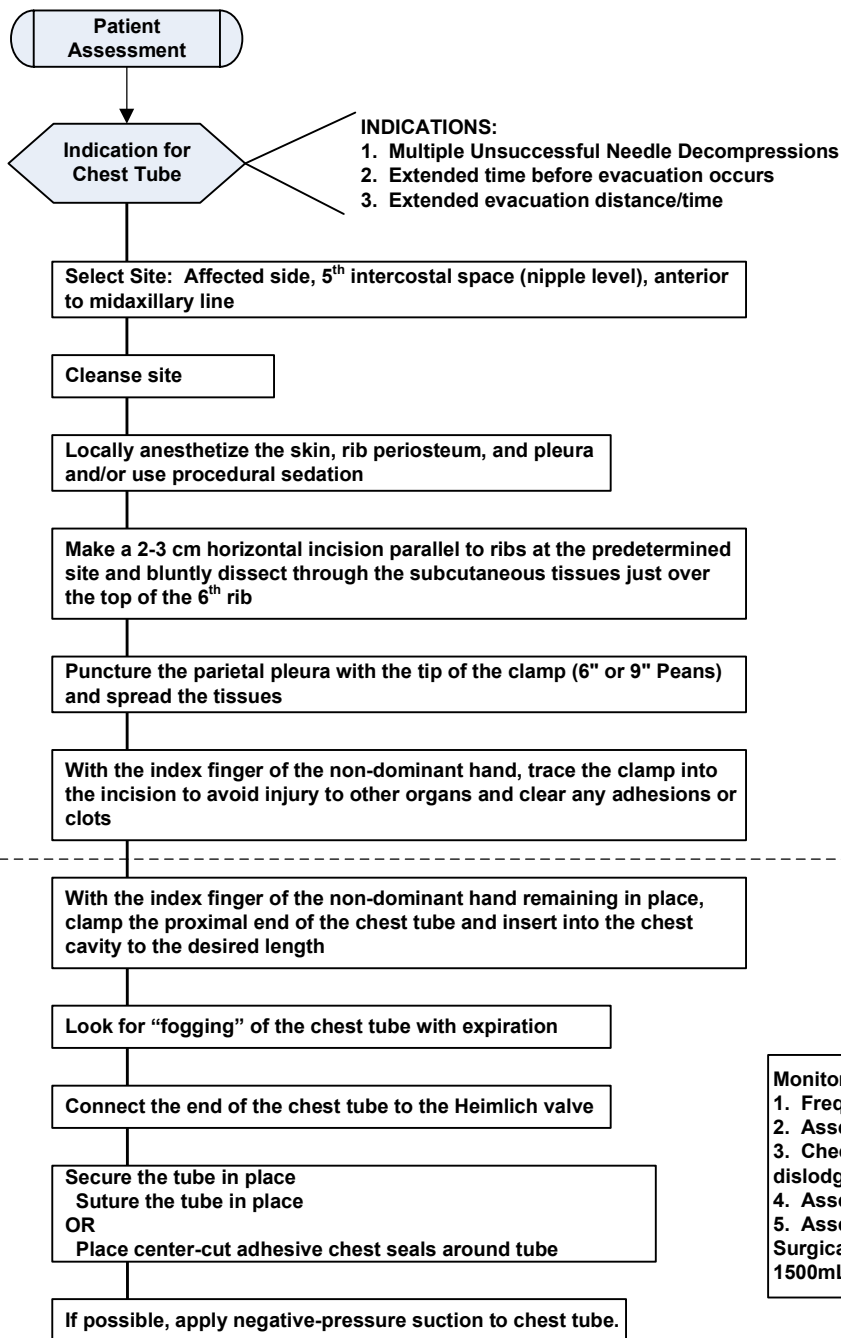 Patient
Assessment
Indication for
Chest Tube
INDICATIONS:
1. Multiple Unsuccessful Needle Decompressions
2. Extended time before evacuation occurs
3. Extended evacuation distance/time
Select Site: Affected side, 5th intercostal space (nipple level), anterior
to midaxillary line
Cleanse site
Locally anesthetize the skin, rib periosteum, and pleura
and/or use procedural sedation
Make a 2-3 cm horizontal incision parallel to ribs at the predetermined
site and bluntly dissect through the subcutaneous tissues just over
the top of the 6th rib
Puncture the parietal pleura with the tip of the clamp (6" or 9" Peans)
and spread the tissues
With the index finger of the non-dominant hand, trace the clamp into
the incision to avoid injury to other organs and clear any adhesions or
clots
With the index finger of the non-dominant hand remaining in place,
clamp the proximal end of the chest tube and insert into the chest
cavity to the desired length
Look for “fogging” of the chest tube with expiration
Connect the end of the chest tube to the Heimlich valve
Secure the tube in place
Suture the tube in place
OR
Place center-cut adhesive chest seals around tube
If possible, apply negative-pressure suction to chest tube.
Monitor
1. Freq
2. Asse
3. Chec
dislodg
4. Asse
5. Asse
Surgica
1500mL